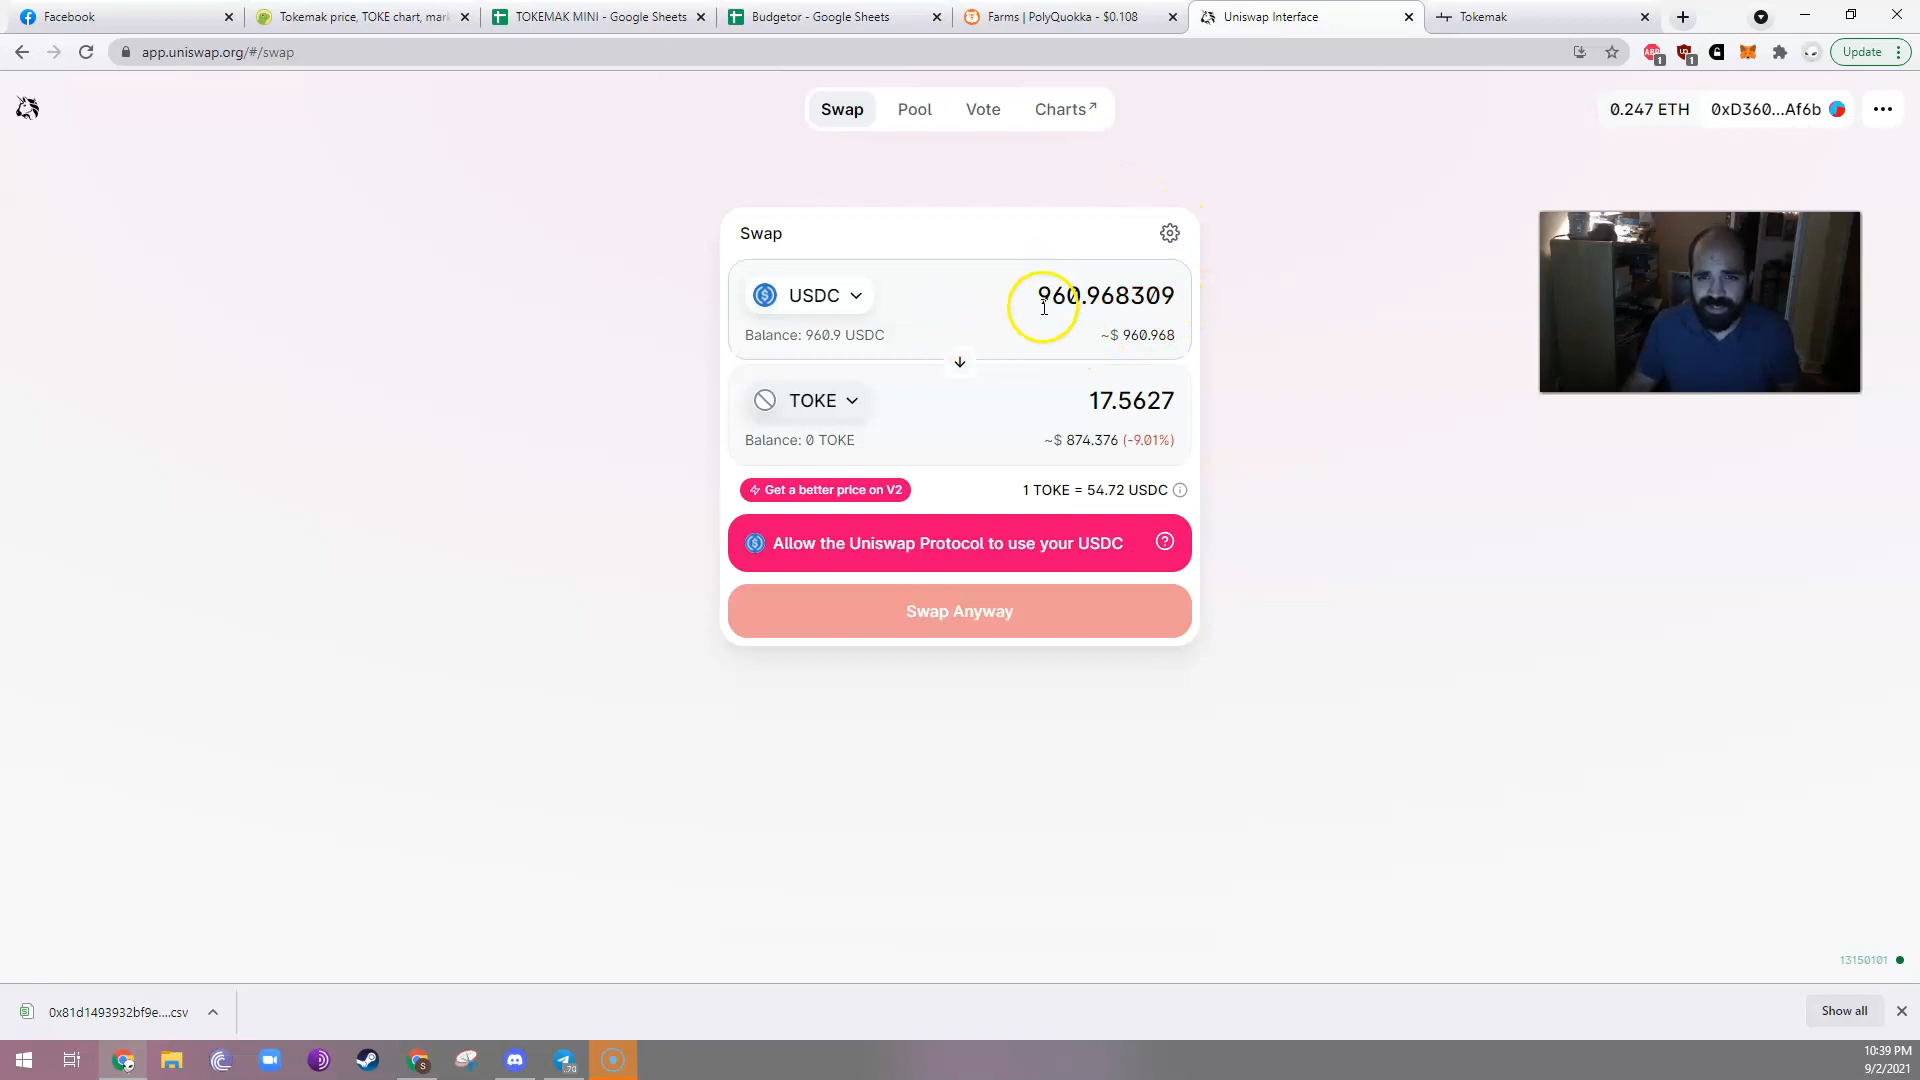 Facebook
Tokemak price, TOKE chart, mark
TOKEMAK MINI - Google Sheets
Budgetor - Google Sheets
Farms | PolyQuokka - $0.108
Uniswap Interface
Tokemak
app.uniswap.org/#/swap
1
1
Update
Swap
Pool
Vote
Charts↗
0.247 ETH
0xD360...Af6b
Swap
USDC
960.968309
Balance: 960.9 USDC
~$ 960.968
TOKE
17.5627
Balance: 0 TOKE
~$ 874.376 (-9.01%)
Get a better price on V2
1 TOKE = 54.72 USDC
Allow the Uniswap Protocol to use your USDC
Swap Anyway
13150101
0x81d1493932bf9e....csv
Show all
70
10:39 PM
9/2/2021